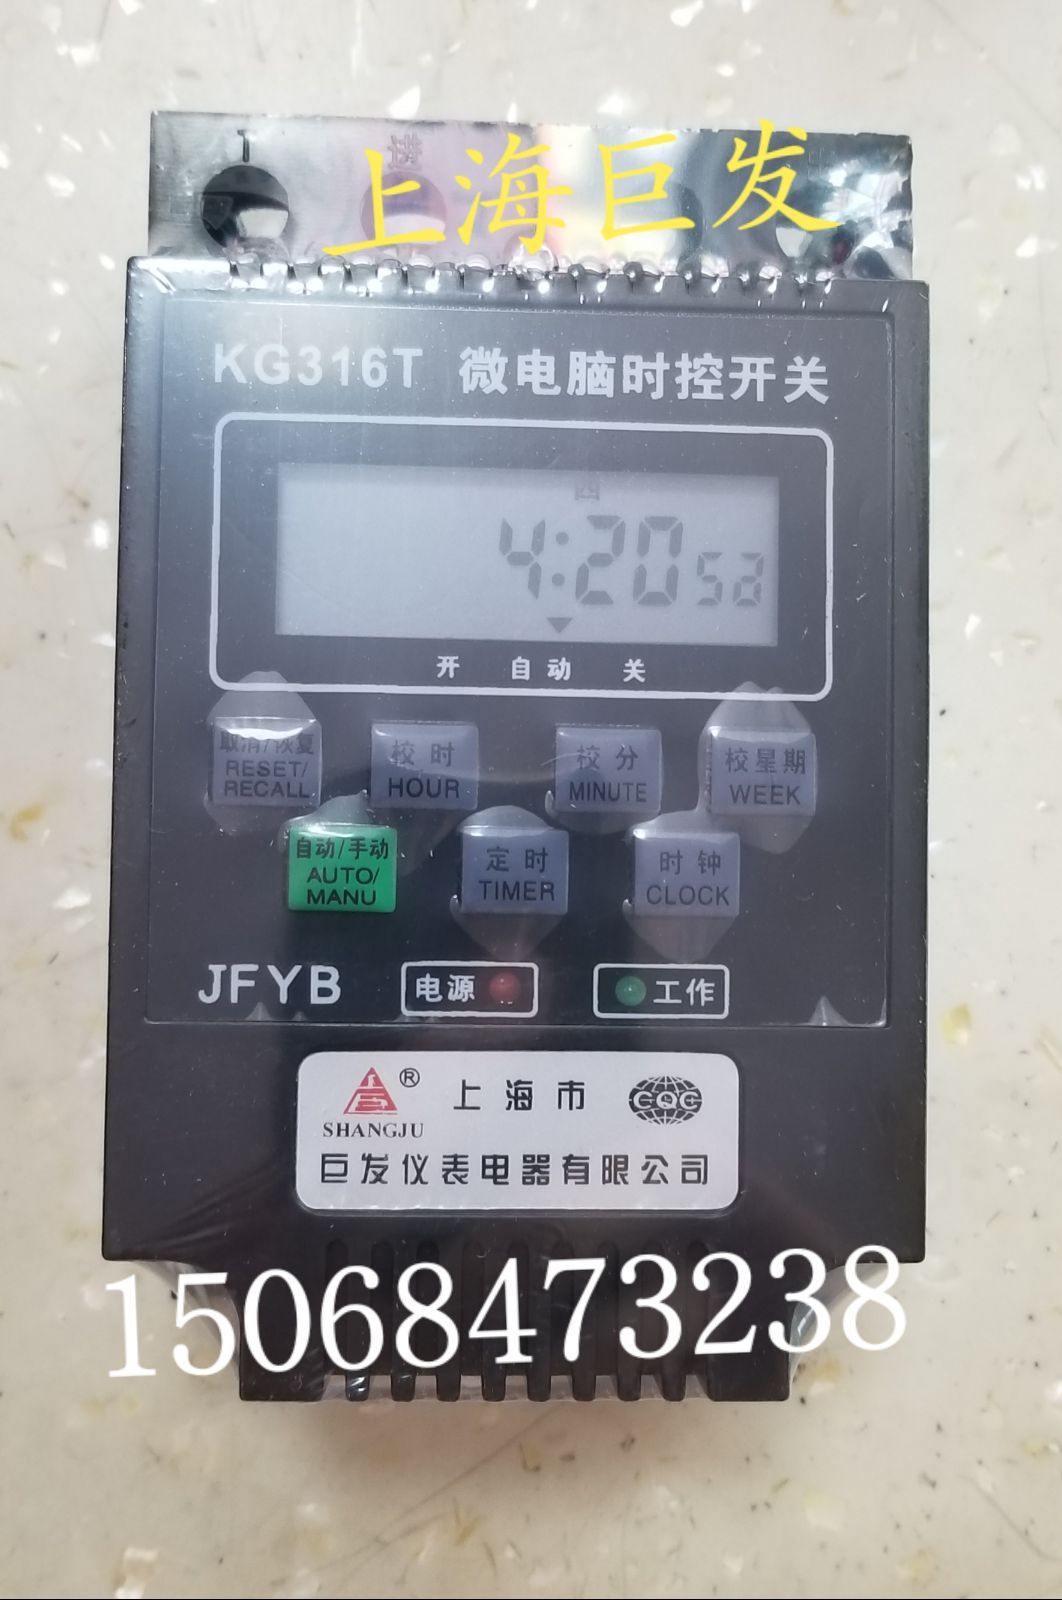 进
上海巨发
KG316T 微电脑时控开关
四
4:20 52
开 自动 关
取消/恢复
RESET/
RECALL
校时
HOUR
校分
MINUTE
校星期
WEEK
自动/手动
AUTO/
MANU
定时
TIMER
时钟
CLOCK
JFYB
电源
工作
® 上海市
CQC
SHANGJU
巨发仪表电器有限公司
15068473238